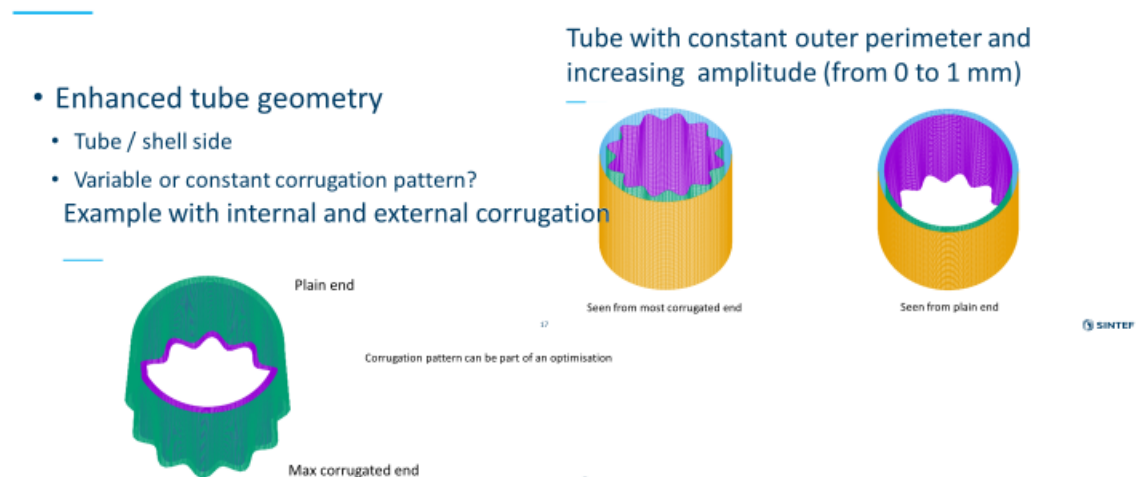 • Enhanced tube geometry
• Tube / shell side
• Variable or constant corrugation pattern?
Example with internal and external corrugation
Plain end
Corrugation pattern can be part of an optimisation
Max corrugated end
17
Tube with constant outer perimeter and
increasing amplitude (from 0 to 1 mm)
Seen from most corrugated end
Seen from plain end
SINTEF